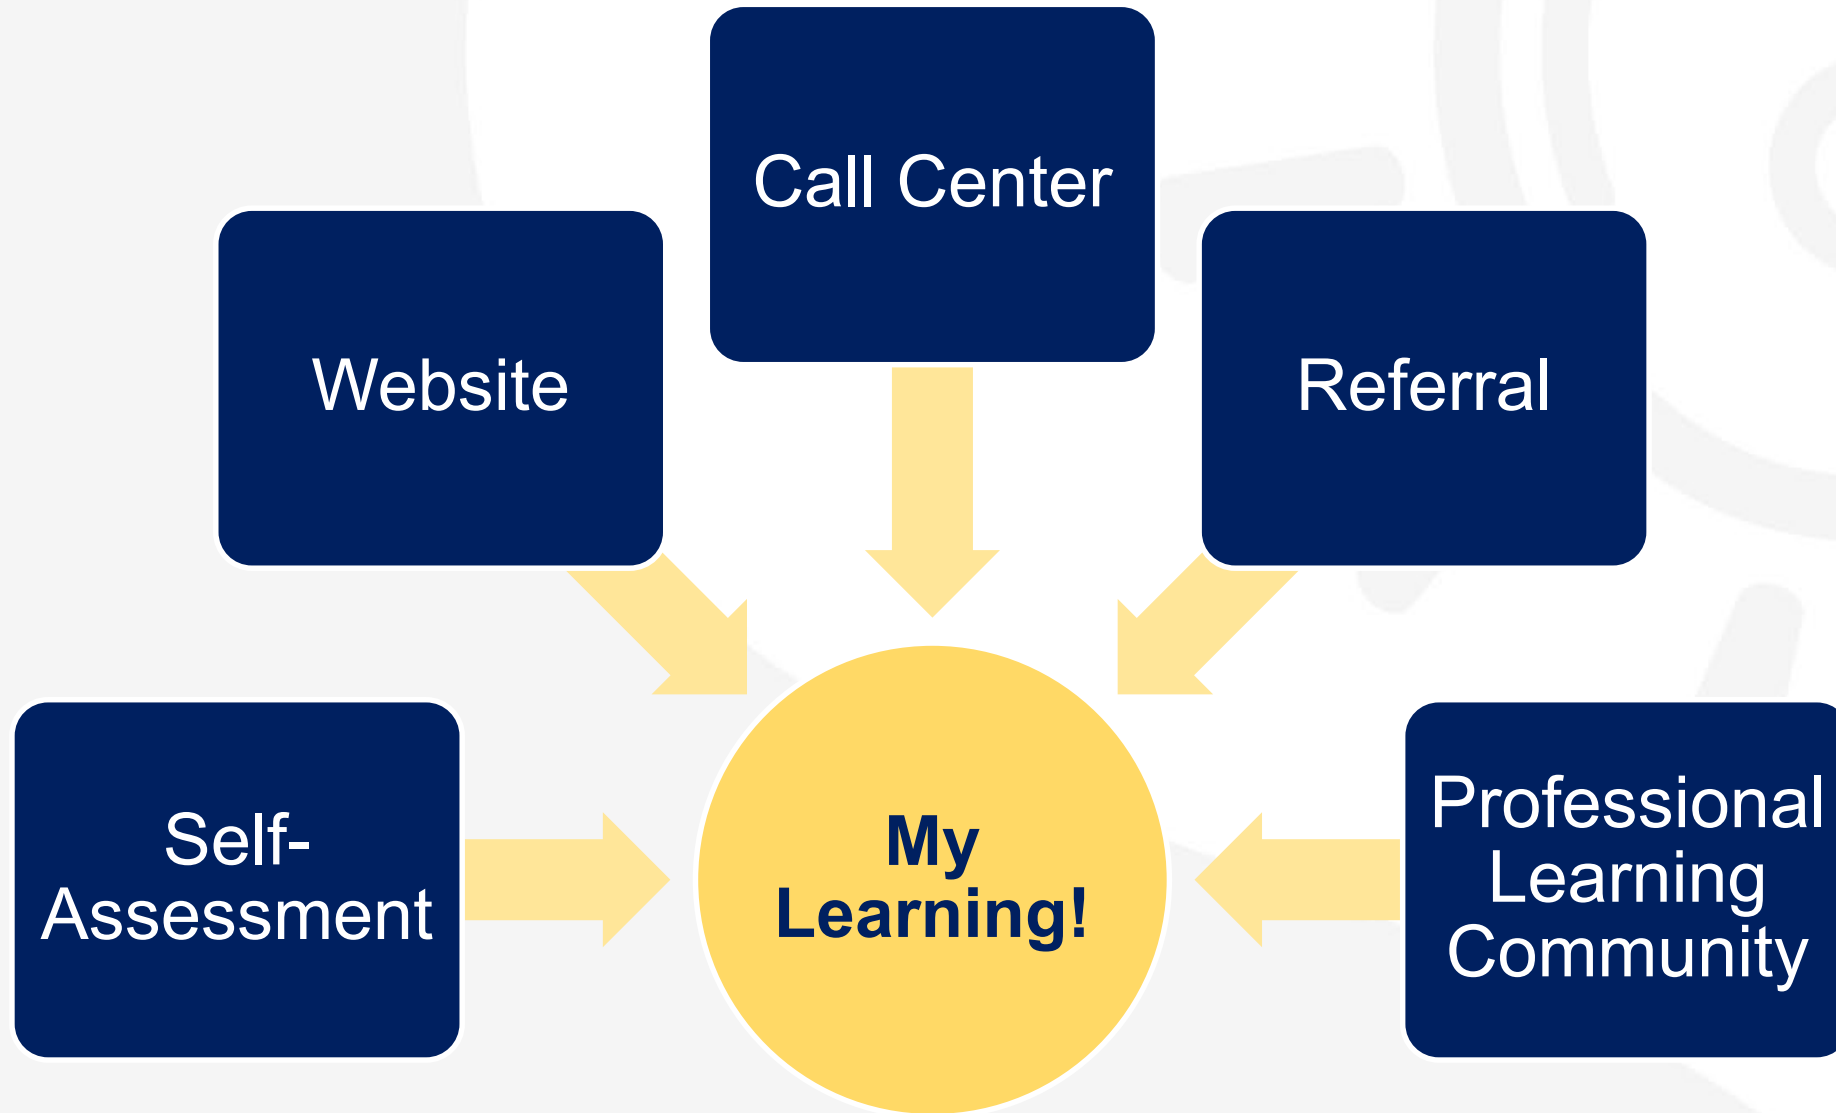 Call Center
Website
Referral
Self-
Assessment
My
Learning!
Professional
Learning
Community